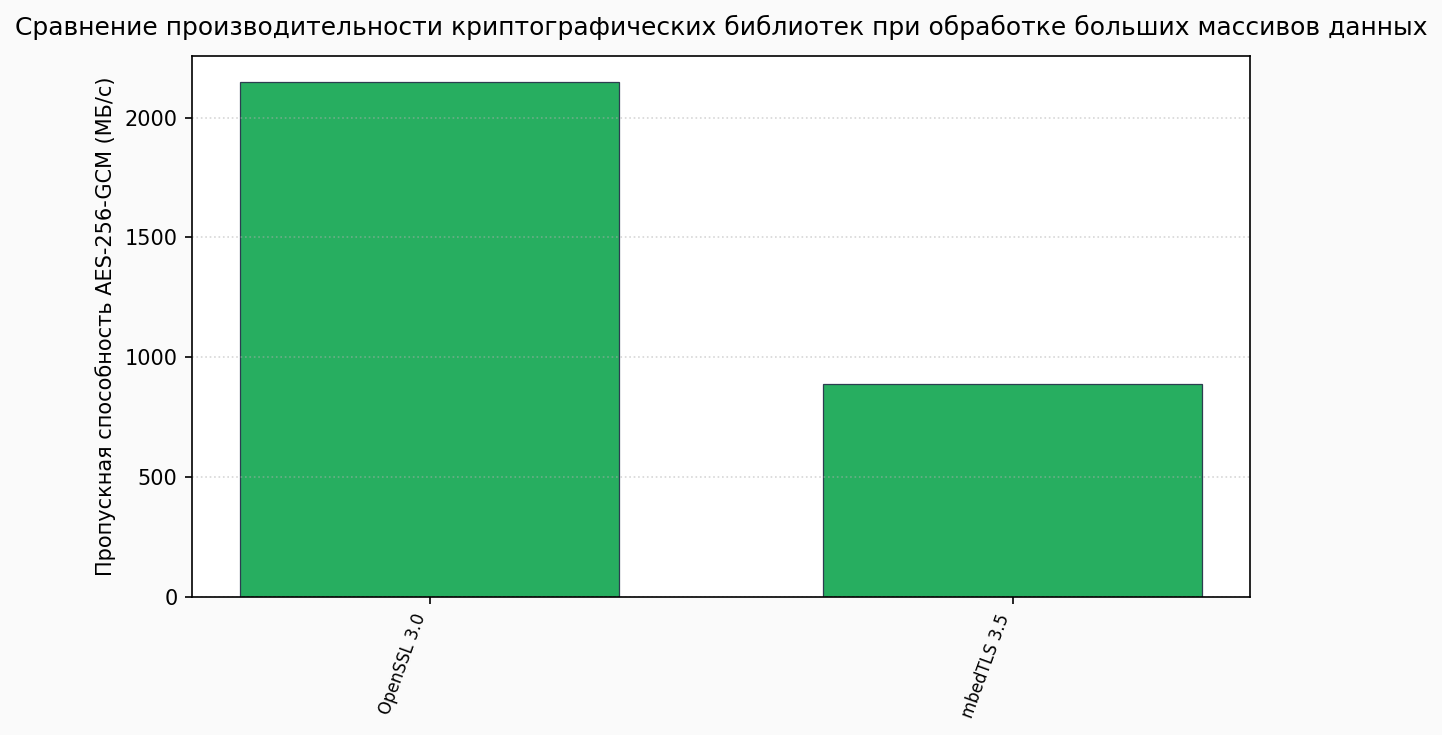 Сравнение производительности криптографических библиотек при обработке больших массивов данных
Пропускная способность AES-256-GCM (МБ/с)
2000
1500
1000
500
0
OpenSSL 3.0
mbedTLS 3.5